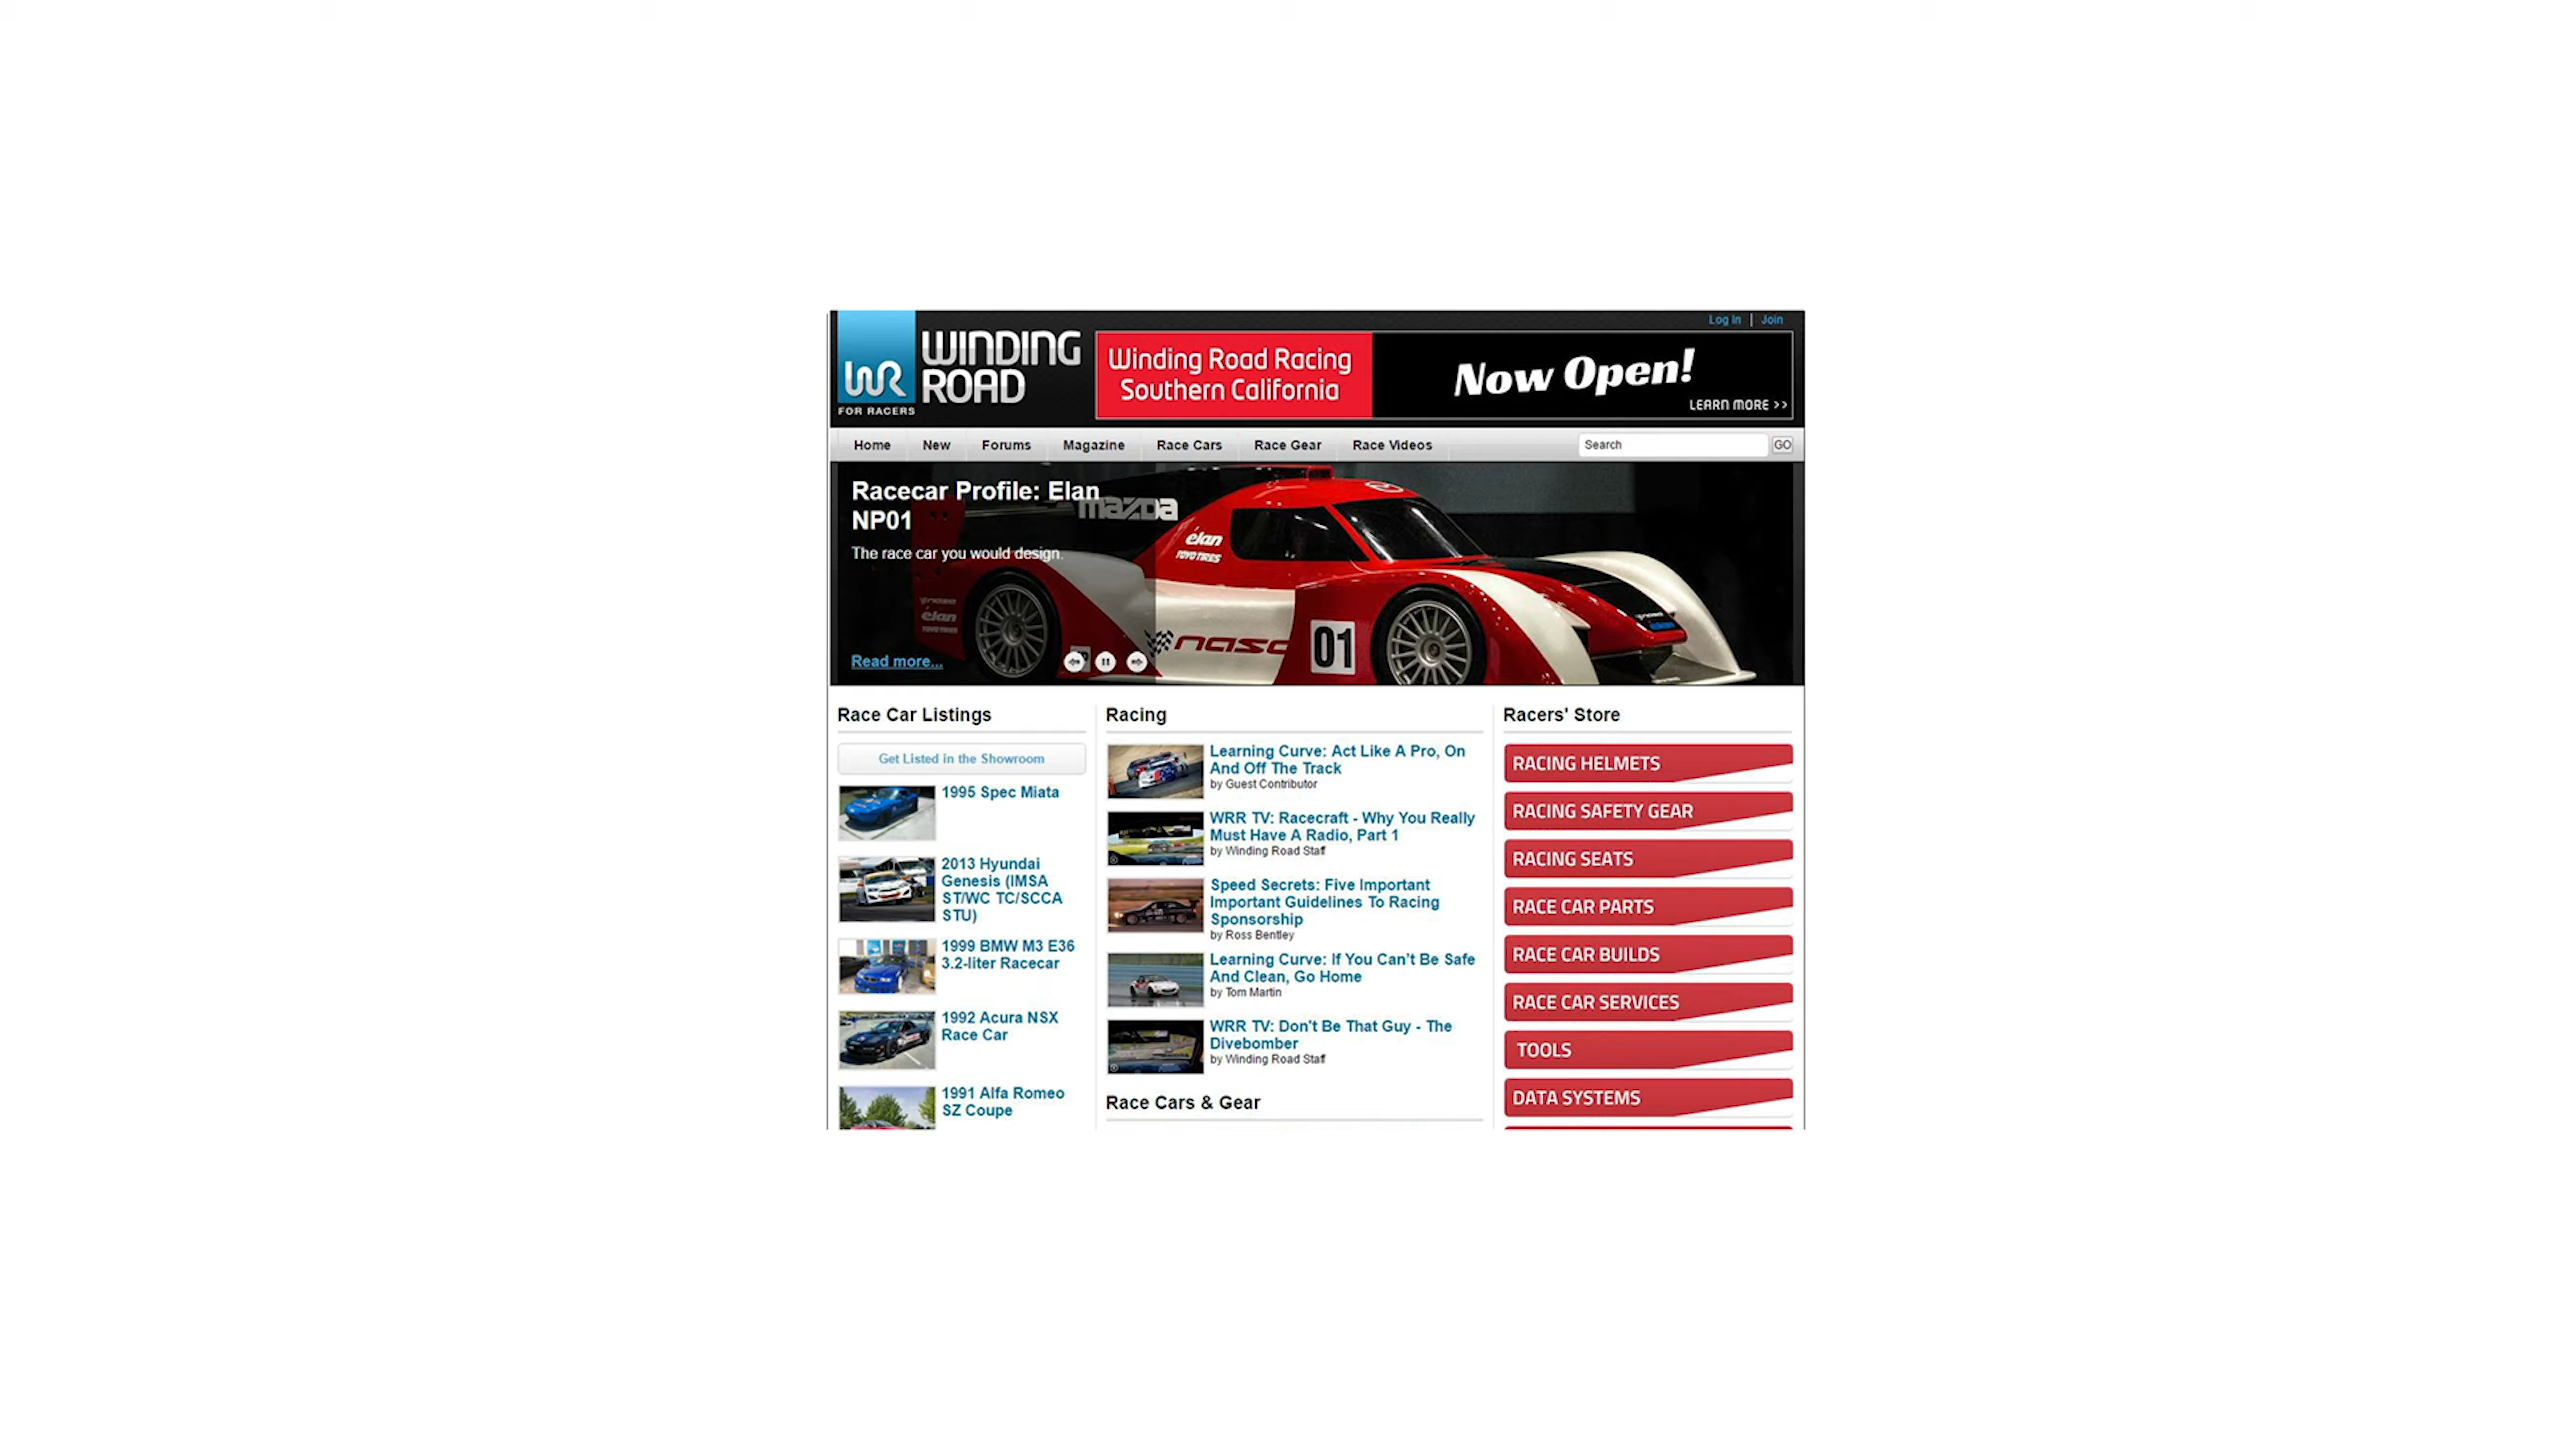 Log In | Join
WINDING
ROAD
WR
FOR RACERS
Winding Road Racing
Southern California
Now Open!
LEARN MORE >>
Home New Forums Magazine Race Cars Race Gear Race Videos Search GO
Racecar Profile: Elan
NP01
The race car you would design.
Read more...
mazda
élan
TOYO TIRES
élan
TOYO TIRES
nasa
01
Race Car Listings
Get Listed in the Showroom
1995 Spec Miata
2013 Hyundai
Genesis (IMSA
ST/WC TC/SCCA
STU)
1999 BMW M3 E36
3.2-liter Racecar
1992 Acura NSX
Race Car
1991 Alfa Romeo
SZ Coupe
Racing
Learning Curve: Act Like A Pro, On
And Off The Track
by Guest Contributor
WRR TV: Racecraft - Why You Really
Must Have A Radio, Part 1
by Winding Road Staff
Speed Secrets: Five Important
Important Guidelines To Racing
Sponsorship
by Ross Bentley
Learning Curve: If You Can't Be Safe
And Clean, Go Home
by Tom Martin
WRR TV: Don't Be That Guy - The
Divebomber
by Winding Road Staff
Race Cars & Gear
Racers' Store
RACING HELMETS
RACING SAFETY GEAR
RACING SEATS
RACE CAR PARTS
RACE CAR BUILDS
RACE CAR SERVICES
TOOLS
DATA SYSTEMS